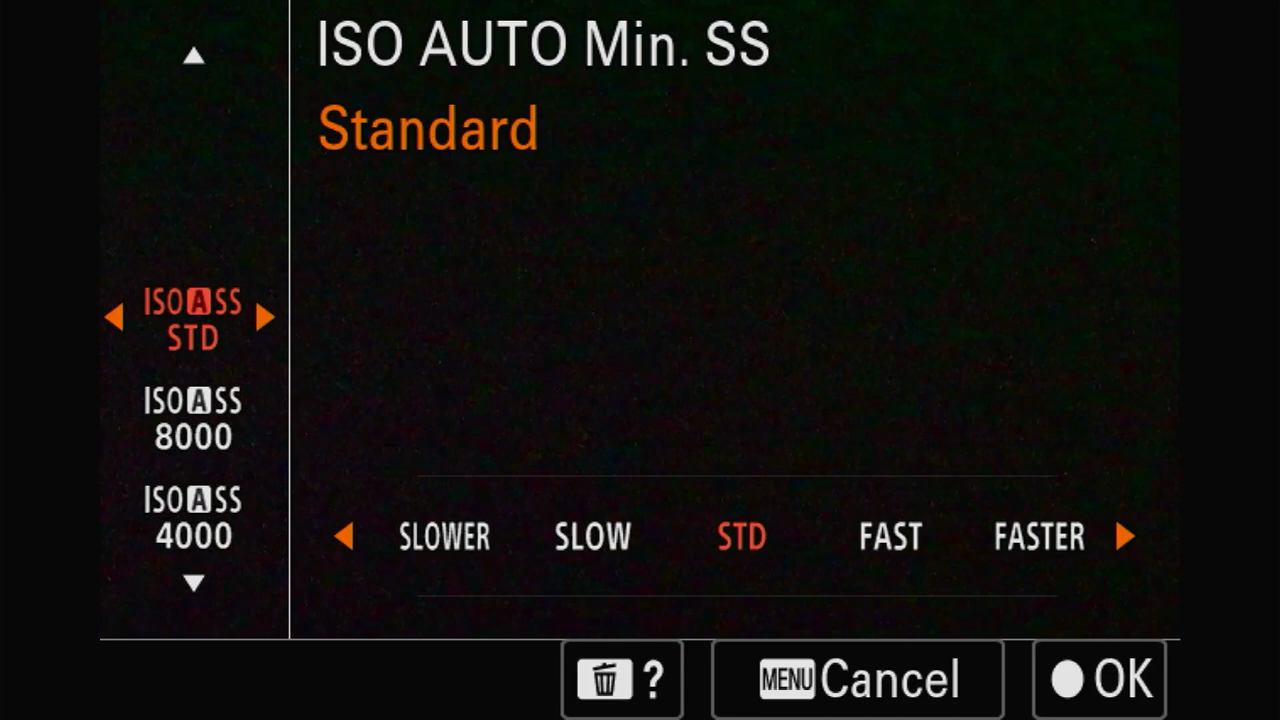 ISO AUTO Min. SS
Standard
ISO A SS
STD
ISO A SS
8000
ISO A SS
4000
SLOWER SLOW STD FAST FASTER
? MENU Cancel OK